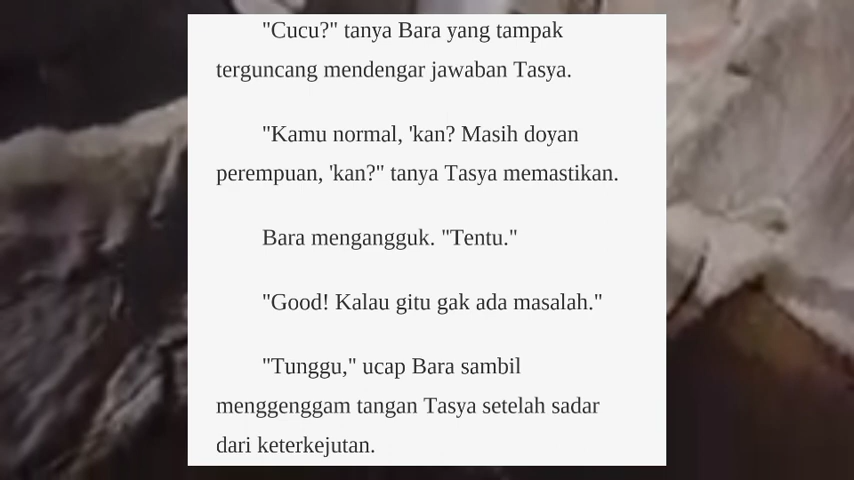 "Cucu?" tanya Bara yang tampak
terguncang mendengar jawaban Tasya.
"Kamu normal, 'kan? Masih doyan
perempuan, 'kan?" tanya Tasya memastikan.
Bara mengangguk. "Tentu."
"Good! Kalau gitu gak ada masalah."
"Tunggu," ucap Bara sambil
menggenggam tangan Tasya setelah sadar
dari keterkejutan.